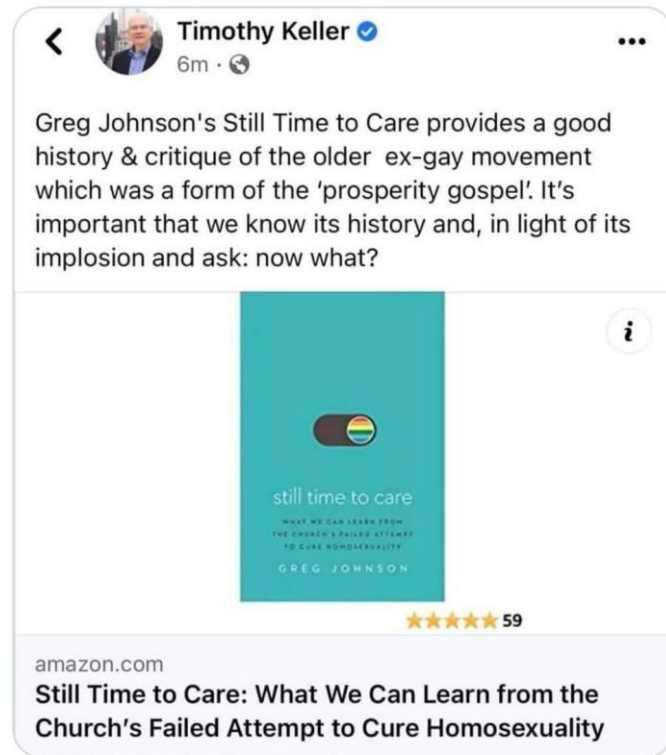 Timothy Keller
6m ·
Greg Johnson's Still Time to Care provides a good
history & critique of the older ex-gay movement
which was a form of the 'prosperity gospel'. It's
important that we know its history and, in light of its
implosion and ask: now what?
i
still time to care
WHAT WE CAN LEARN FROM
THE CHURCH'S FAILED ATTEMPT
TO CURE HOMOSEXUALITY
GREG JOHNSON
59
amazon.com
Still Time to Care: What We Can Learn from the
Church's Failed Attempt to Cure Homosexuality